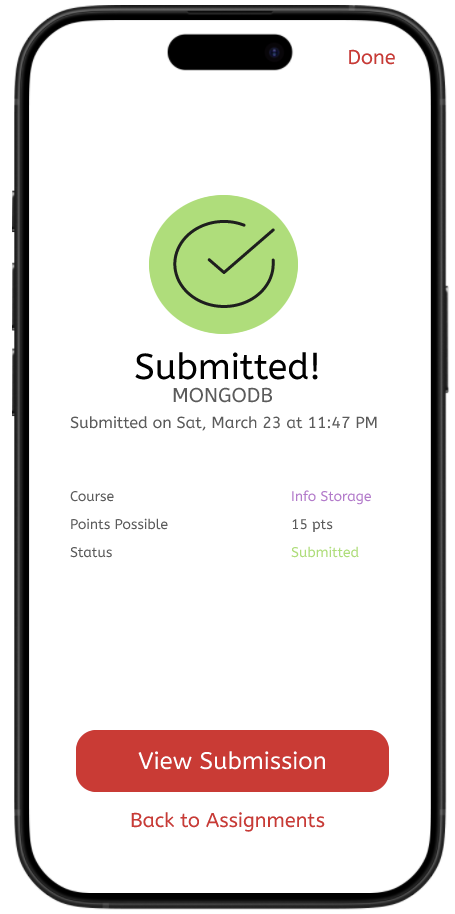 Done
Submitted!
MONGODB
Submitted on Sat, March 23 at 11:47 PM
Course Info Storage
Points Possible 15 pts
Status Submitted
View Submission
Back to Assignments